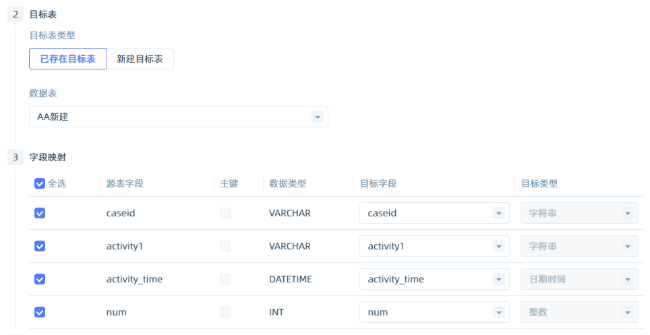 2 目标表
目标表类型
已存在目标表 新建目标表
数据表
AA新建
3 字段映射
全选 源表字段 主键 数据类型 目标字段 目标类型
caseid VARCHAR caseid 字符串
activity1 VARCHAR activity1 字符串
activity_time DATETIME activity_time 日期时间
num INT num 整数